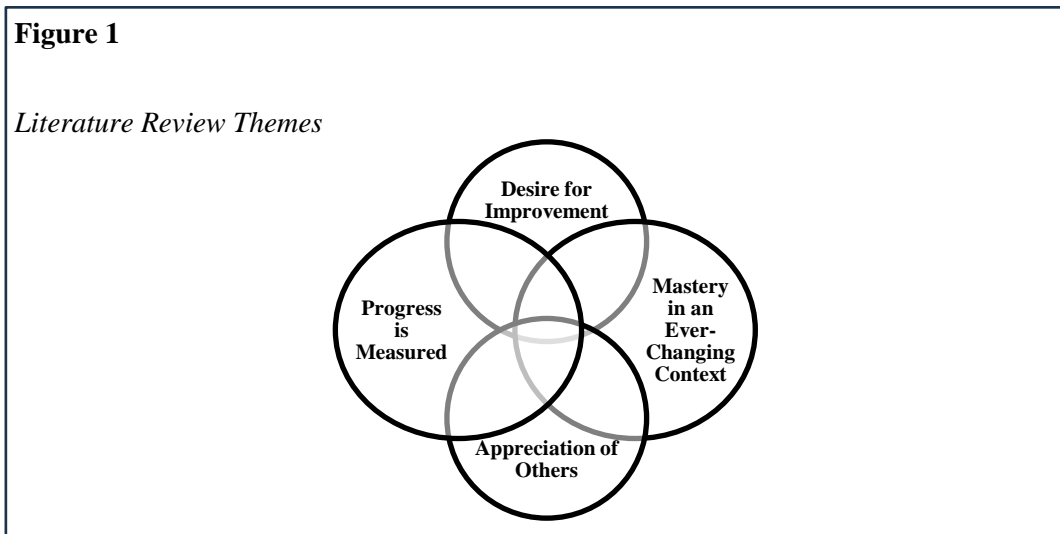 Figure 1
Literature Review Themes
Desire for
Improvement
Progress
is
Measured
Mastery
in an
Ever-
Changing
Context
Appreciation of
Others